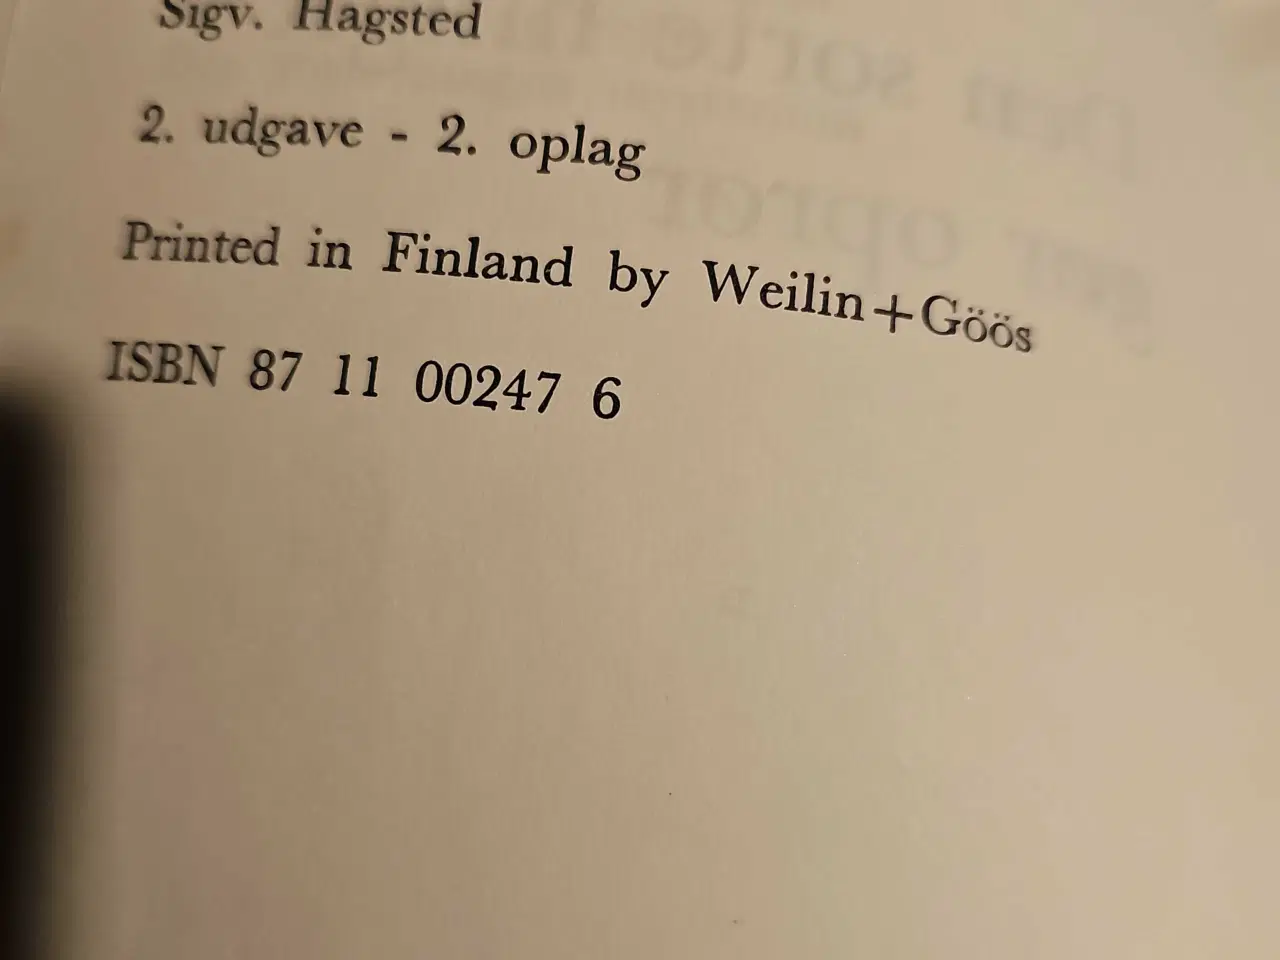 Sigv. Hagsted
2. udgave - 2. oplag
Printed in Finland by Weilin+Göös
ISBN 87 11 00247 6